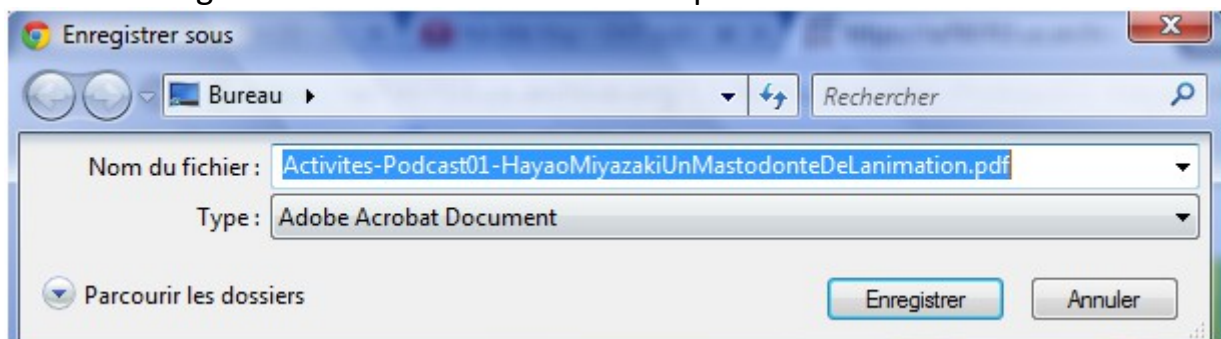 Enregistrer sous
Bureau
Rechercher
Nom du fichier : Activites-Podcast01-HayaoMiyazakiUnMastodonteDeLanimation.pdf
Type : Adobe Acrobat Document
Parcourir les dossiers
Enregistrer Annuler